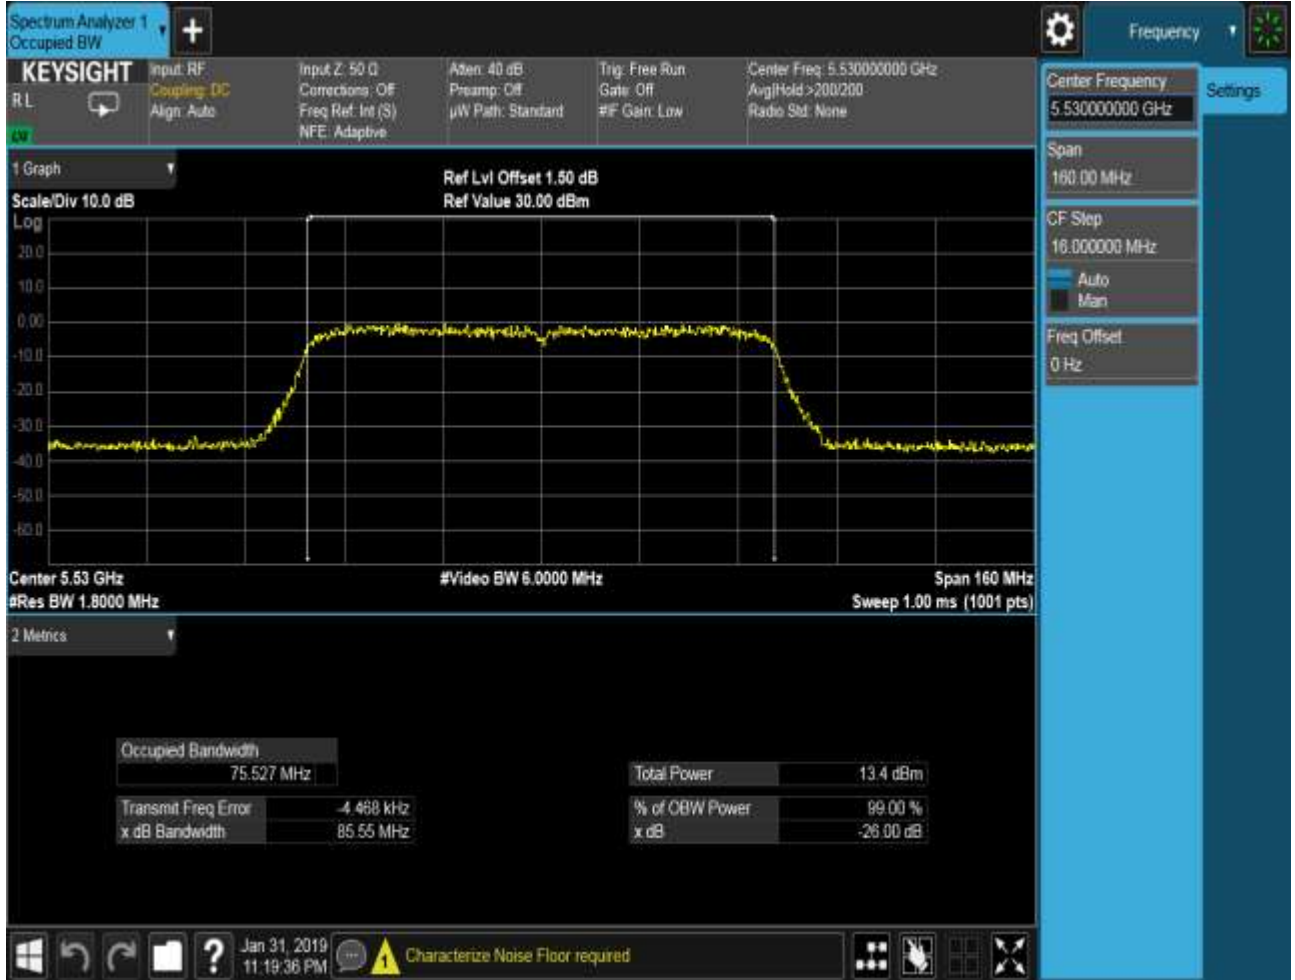 Spectrum Analyzer 1
Occupied BW
Frequency
KEYSIGHT
R L
Input: RF
Coupling: DC
Align: Auto
Input Z: 50 Ω
Corrections: Off
Freq Ref: Int (S)
NFE: Adaptive
Atten: 40 dB
Preamp: Off
µW Path: Standard
Trig: Free Run
Gate: Off
#IF Gain: Low
Center Freq: 5.530000000 GHz
Avg|Hold:>200/200
Radio Std: None
Center Frequency
5.530000000 GHz
Settings
Span
160.00 MHz
CF Step
16.000000 MHz
Auto
Man
Freq Offset
0 Hz
1 Graph
Scale/Div 10.0 dB
Ref Lvl Offset 1.50 dB
Ref Value 30.00 dBm
Log
20.0
10.0
0.00
-10.0
-20.0
-30.0
-40.0
-50.0
-60.0
Center 5.53 GHz
#Video BW 6.0000 MHz
Span 160 MHz
#Res BW 1.8000 MHz
Sweep 1.00 ms (1001 pts)
2 Metrics
Occupied Bandwidth
75.527 MHz
Total Power 13.4 dBm
Transmit Freq Error -4.468 kHz
% of OBW Power 99.00 %
x dB Bandwidth 85.55 MHz
x dB -26.00 dB
Jan 31, 2019
11:19:36 PM
1
Characterize Noise Floor required